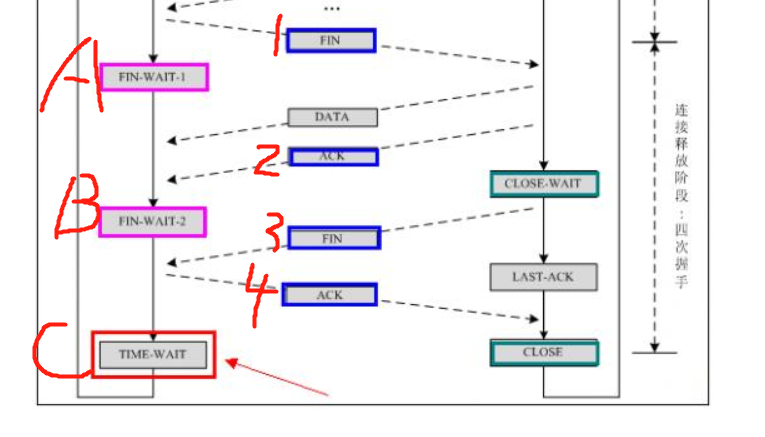 ...
1
FIN
A
FIN-WAIT-1
DATA
2
ACK
CLOSE-WAIT
B
FIN-WAIT-2
3
FIN
LAST-ACK
4
ACK
C
TIME-WAIT
CLOSE
连接释放阶段：四次握手